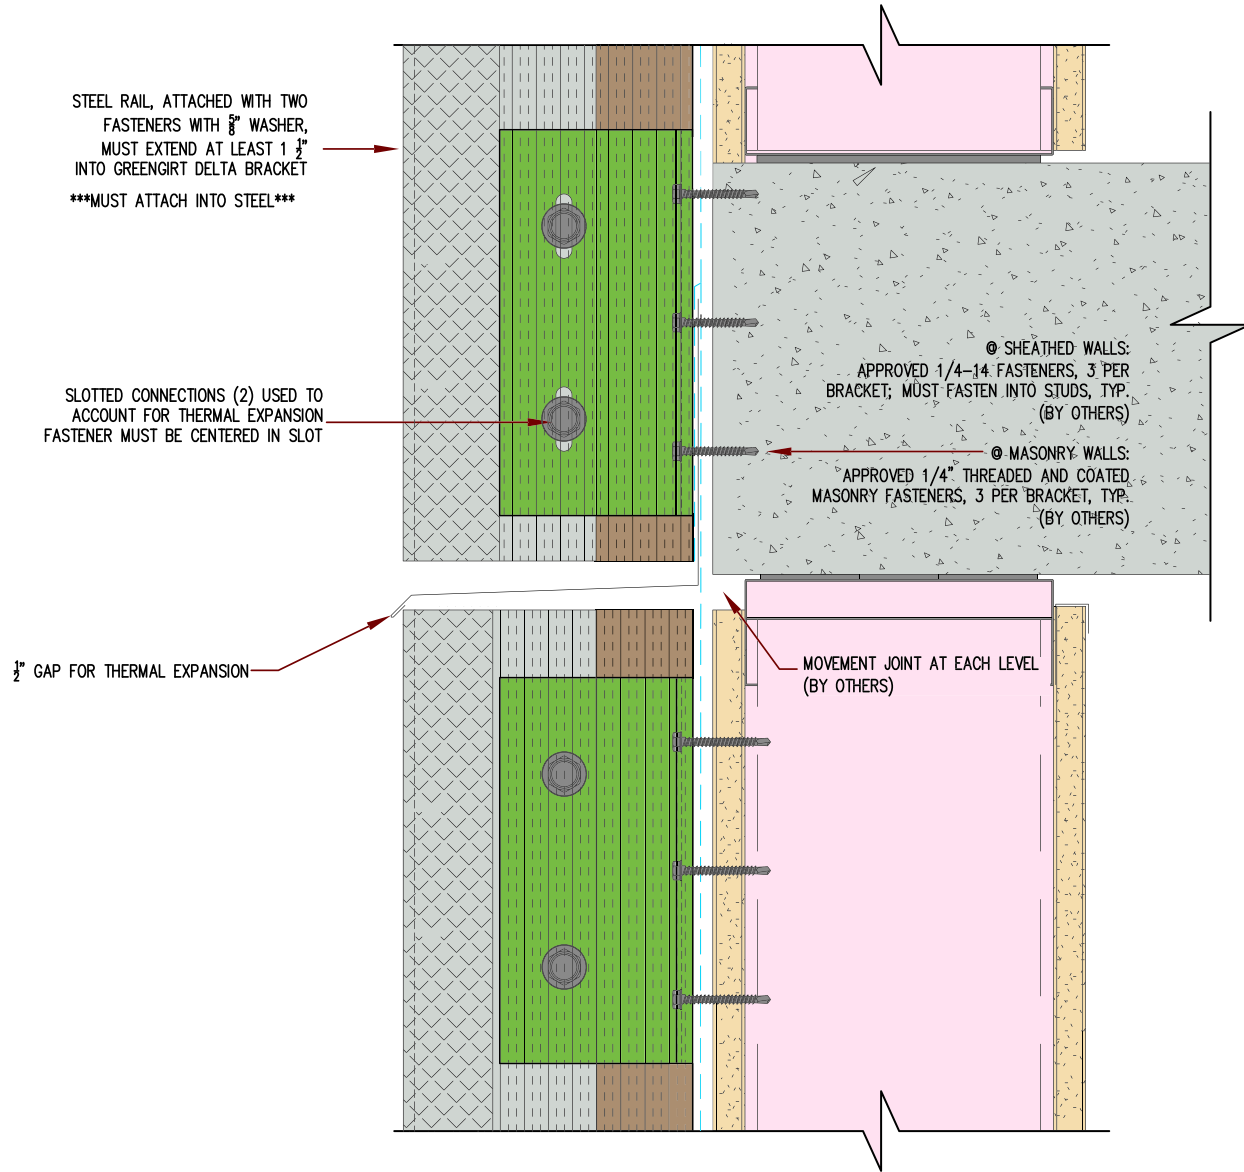 STEEL RAIL, ATTACHED WITH TWO
FASTENERS WITH 5/8" WASHER,
MUST EXTEND AT LEAST 1 1/2"
INTO GREENGIRT DELTA BRACKET
***MUST ATTACH INTO STEEL***
SLOTTED CONNECTIONS (2) USED TO
ACCOUNT FOR THERMAL EXPANSION
FASTENER MUST BE CENTERED IN SLOT
@ SHEATHED WALLS:
APPROVED 1/4-14 FASTENERS, 3 PER
BRACKET; MUST FASTEN INTO STUDS, TYP.
(BY OTHERS)
@ MASONRY WALLS:
APPROVED 1/4" THREADED AND COATED
MASONRY FASTENERS, 3 PER BRACKET, TYP.
(BY OTHERS)
1/2" GAP FOR THERMAL EXPANSION
MOVEMENT JOINT AT EACH LEVEL
(BY OTHERS)